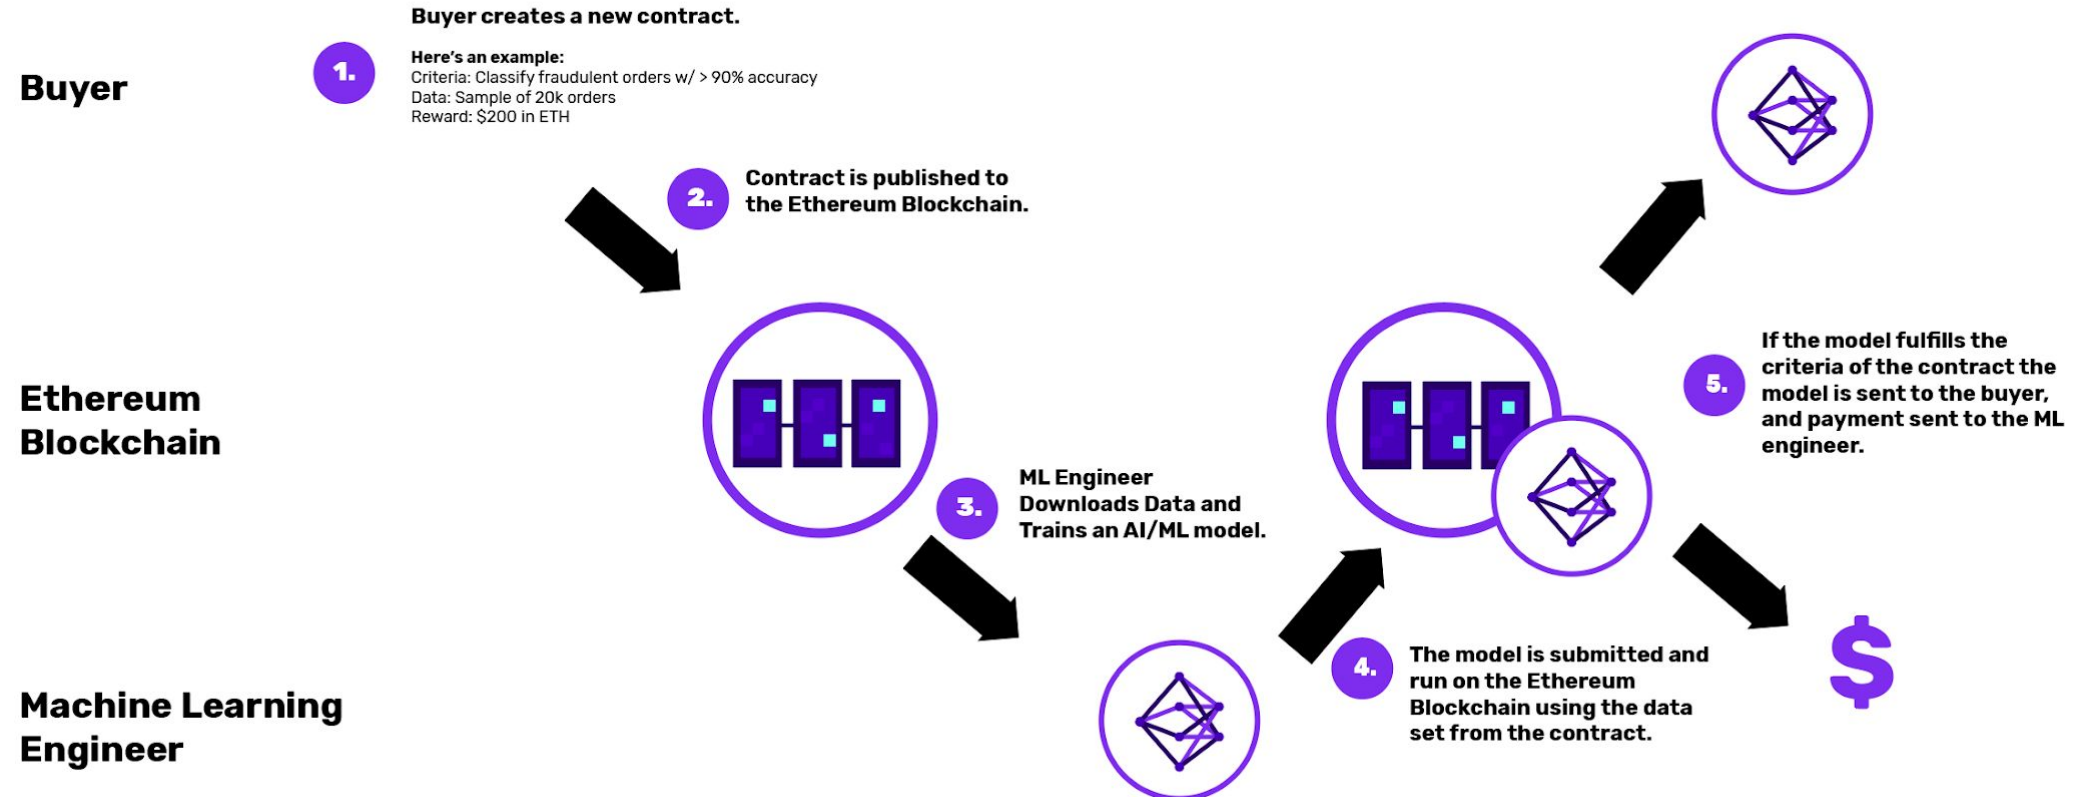 Buyer
1.
Buyer creates a new contract.
Here's an example:
Criteria: Classify fraudulent orders w/ > 90% accuracy
Data: Sample of 20k orders
Reward: $200 in ETH
2.
Contract is published to
the Ethereum Blockchain.
Ethereum
Blockchain
3.
ML Engineer
Downloads Data and
Trains an AI/ML model.
Machine Learning
Engineer
4.
The model is submitted and
run on the Ethereum
Blockchain using the data
set from the contract.
5.
If the model fulfills the
criteria of the contract the
model is sent to the buyer,
and payment sent to the ML
engineer.
$